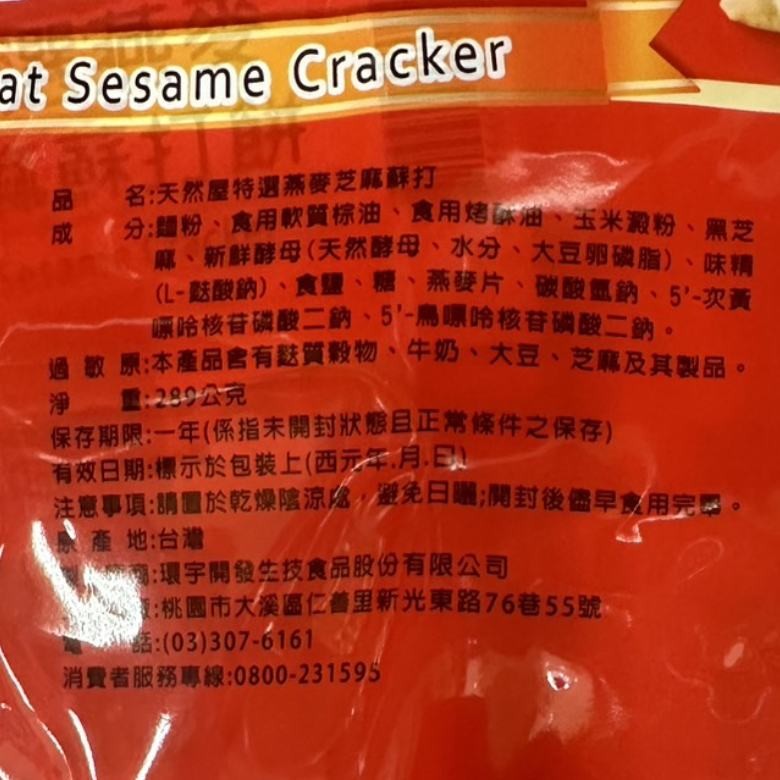 at Sesame Cracker
品 名:天然屋特選燕麥芝麻蘇打
成 分:麵粉、食用軟質棕油、食用烤酥油、玉米澱粉、黑芝
麻、新鮮酵母(天然酵母、水分、大豆卵磷脂)、味精
(L-麩酸鈉)、食鹽、糖、燕麥片、碳酸氫鈉、5'-次黃
嘌呤核苷磷酸二鈉、5'-鳥嘌呤核苷磷酸二鈉。
過 敏 原:本產品含有麩質穀物、牛奶、大豆、芝麻及其製品。
淨 重:289公克
保存期限:一年(係指未開封狀態且正常條件之保存)
有效日期:標示於包裝上(西元年.月.日)
注意事項:請置於乾燥陰涼處，避免日曬;開封後儘早食用完畢。
原 產 地:台灣
製 廠商:環宇開發生技食品股份有限公司
廠:桃園市大溪區仁善里新光東路76巷55號
電 話:(03)307-6161
消費者服務專線:0800-231595